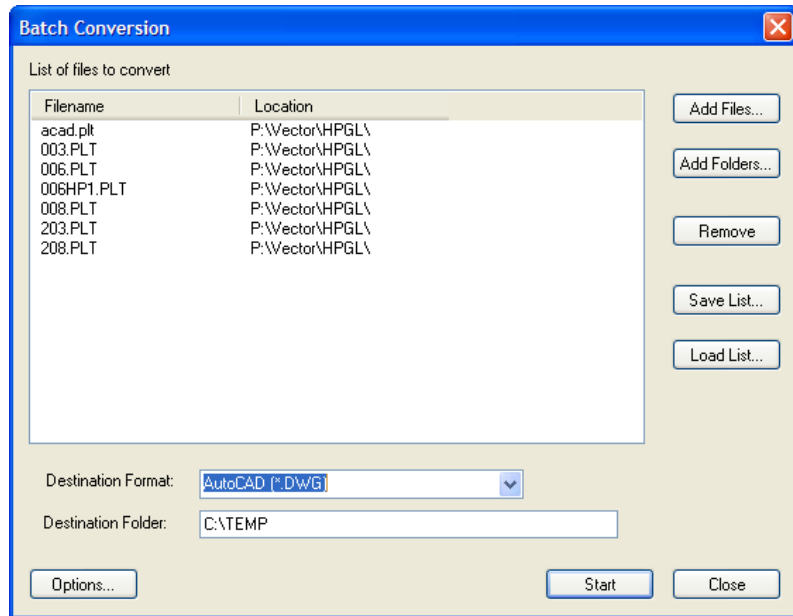 Batch Conversion
List of files to convert
Filename Location
acad.plt P:\Vector\HPGL\
003.PLT P:\Vector\HPGL\
006.PLT P:\Vector\HPGL\
006HP1.PLT P:\Vector\HPGL\
008.PLT P:\Vector\HPGL\
203.PLT P:\Vector\HPGL\
208.PLT P:\Vector\HPGL\
Add Files...
Add Folders...
Remove
Save List...
Load List...
Destination Format: AutoCAD (*.DWG)
Destination Folder: C:\TEMP
Options... Start Close